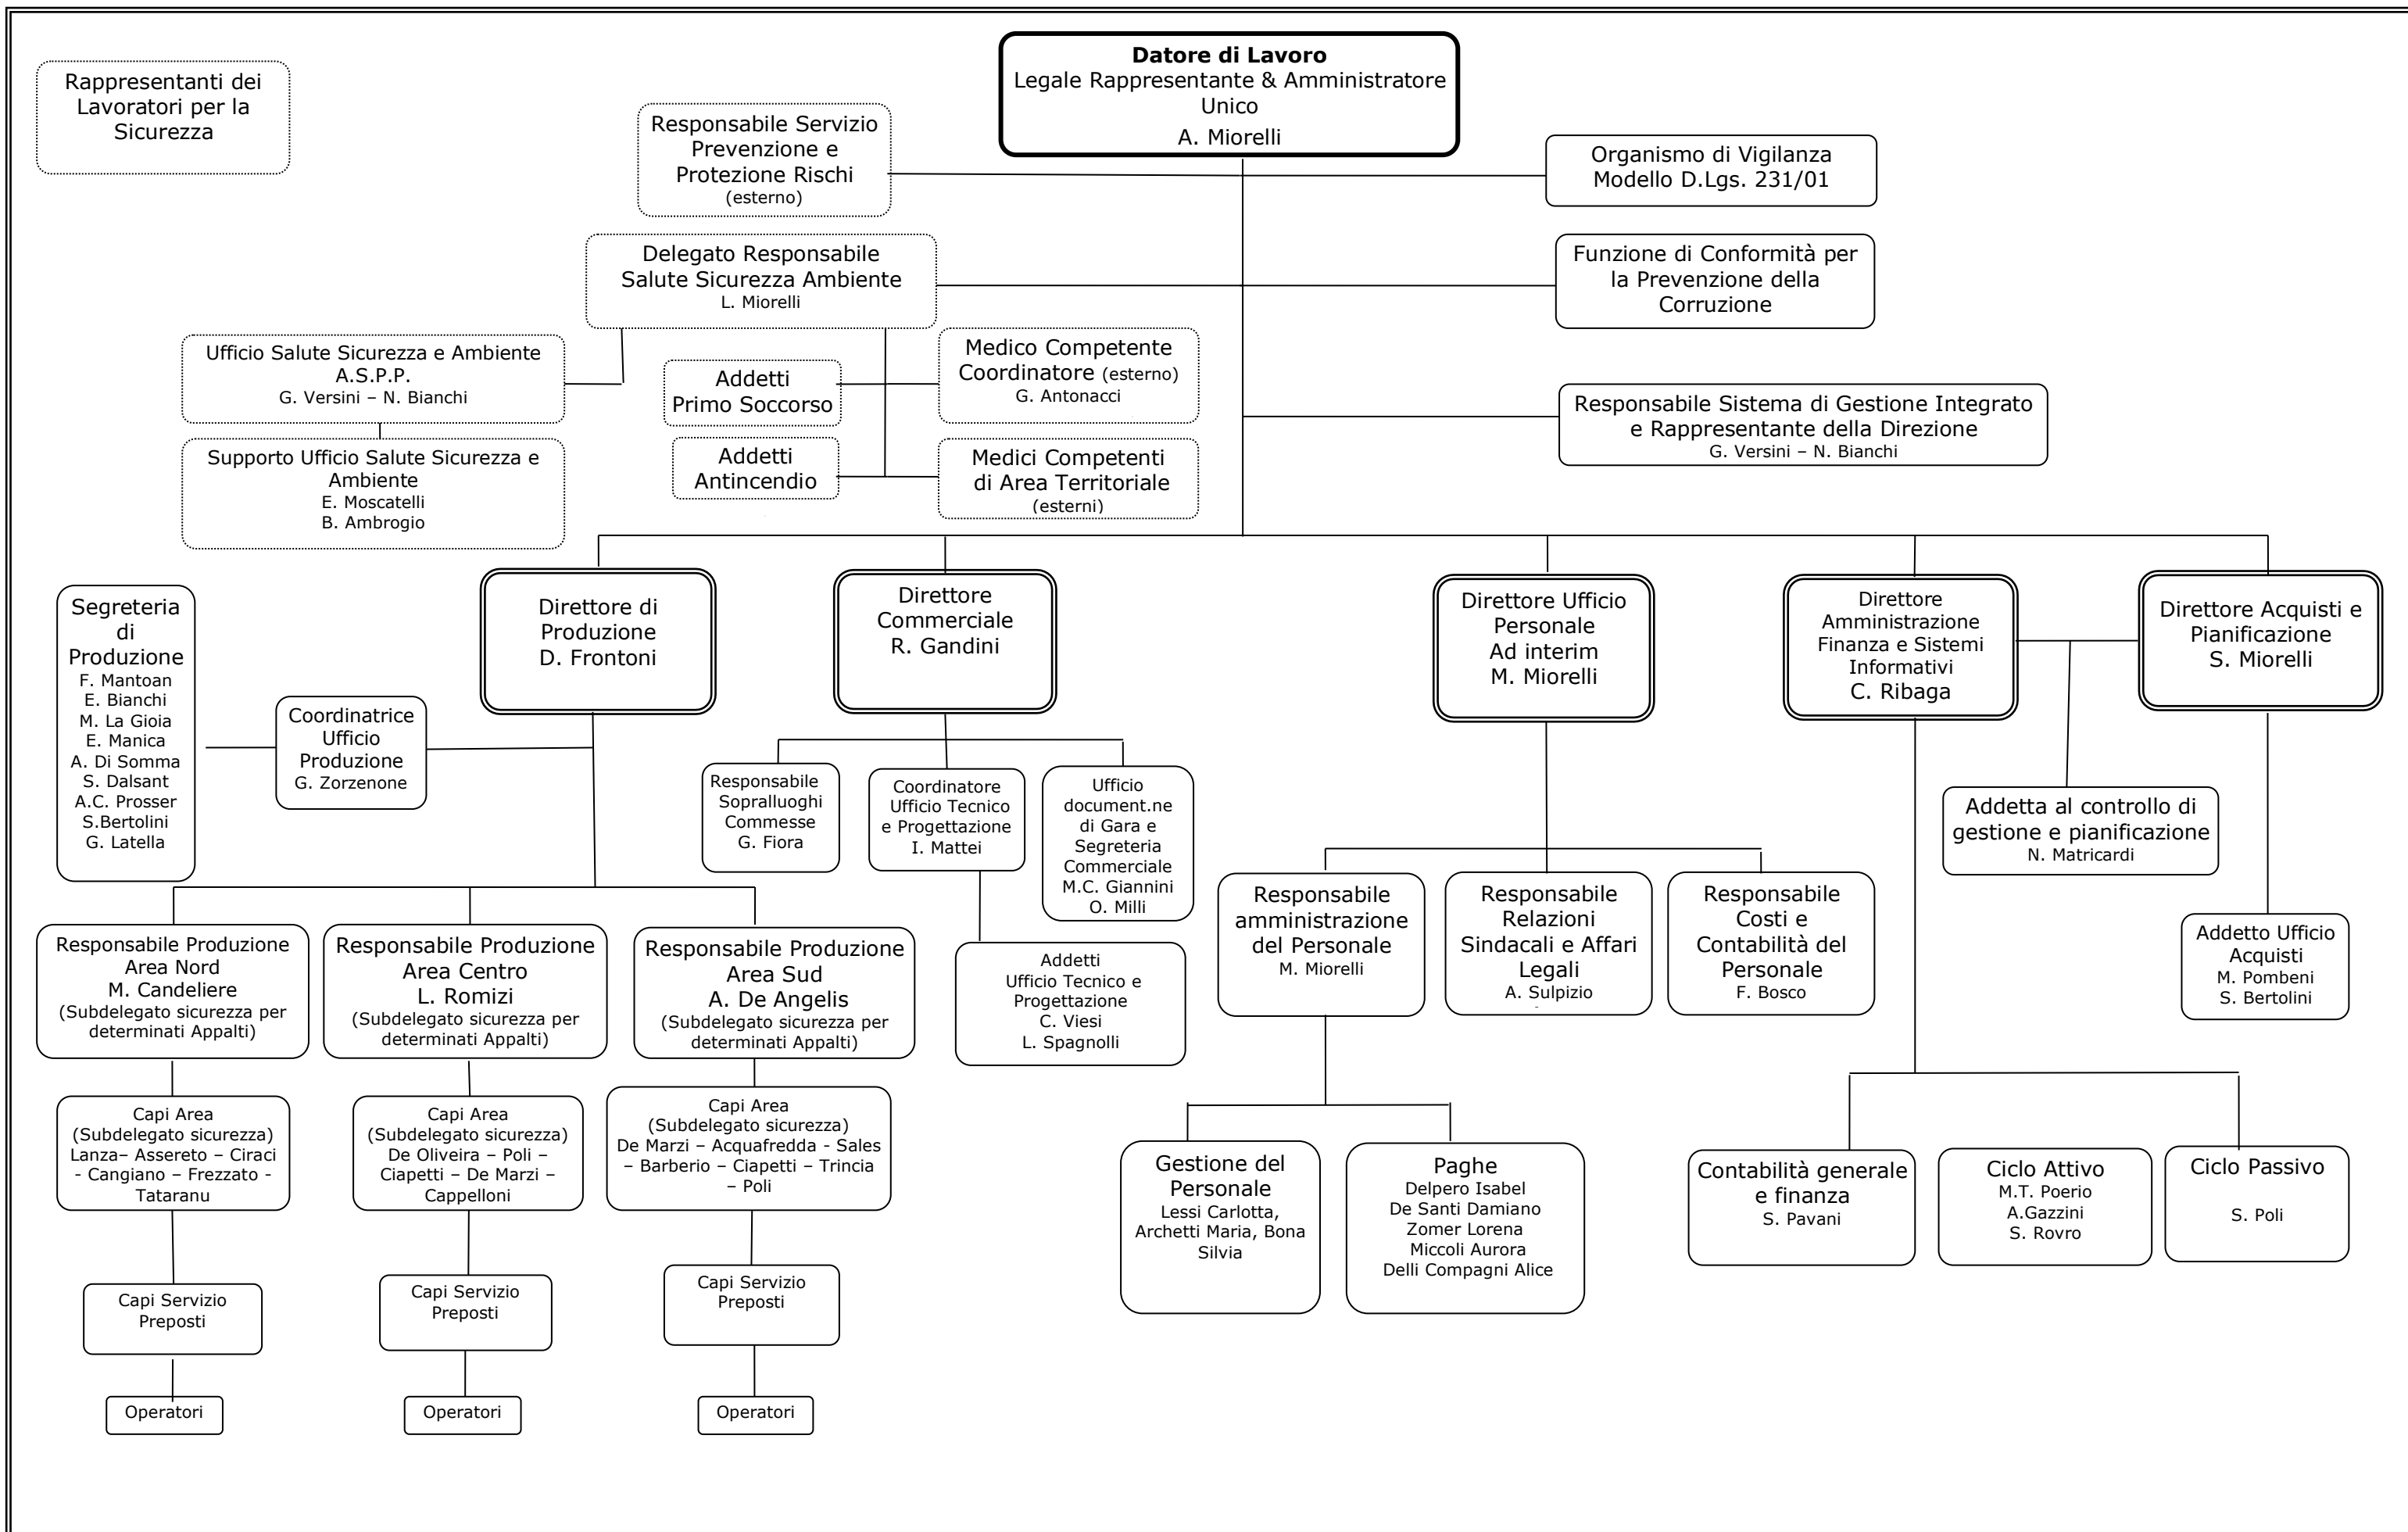 Datore di Lavoro
Legale Rappresentante & Amministratore
Unico
A. Miorelli
Rappresentanti dei
Lavoratori per la
Sicurezza
Responsabile Servizio
Prevenzione e
Protezione Rischi
(esterno)
Organismo di Vigilanza
Modello D.Lgs. 231/01
Delegato Responsabile
Salute Sicurezza Ambiente
L. Miorelli
Funzione di Conformità per
la Prevenzione della
Corruzione
Ufficio Salute Sicurezza e Ambiente
A.S.P.P.
G. Versini – N. Bianchi
Addetti
Primo Soccorso
Medico Competente
Coordinatore (esterno)
G. Antonacci
Responsabile Sistema di Gestione Integrato
e Rappresentante della Direzione
G. Versini – N. Bianchi
Supporto Ufficio Salute Sicurezza e
Ambiente
E. Moscatelli
B. Ambrogio
Addetti
Antincendio
Medici Competenti
di Area Territoriale
(esterni)
Segreteria
di
Produzione
F. Mantoan
E. Bianchi
M. La Gioia
E. Manica
A. Di Somma
S. Dalsant
A.C. Prosser
S.Bertolini
G. Latella
Coordinatrice
Ufficio
Produzione
G. Zorzenone
Direttore di
Produzione
D. Frontoni
Direttore
Commerciale
R. Gandini
Direttore Ufficio
Personale
Ad interim
M. Miorelli
Direttore
Amministrazione
Finanza e Sistemi
Informativi
C. Ribaga
Direttore Acquisti e
Pianificazione
S. Miorelli
Responsabile
Sopralluoghi
Commesse
G. Fiora
Coordinatore
Ufficio Tecnico
e Progettazione
I. Mattei
Ufficio
document.ne
di Gara e
Segreteria
Commerciale
M.C. Giannini
O. Milli
Addetta al controllo di
gestione e pianificazione
N. Matricardi
Responsabile
amministrazione
del Personale
M. Miorelli
Responsabile
Relazioni
Sindacali e Affari
Legali
A. Sulpizio
Responsabile
Costi e
Contabilità del
Personale
F. Bosco
Addetto Ufficio
Acquisti
M. Pombeni
S. Bertolini
Responsabile Produzione
Area Nord
M. Candeliere
(Subdelegato sicurezza per
determinati Appalti)
Responsabile Produzione
Area Centro
L. Romizi
(Subdelegato sicurezza per
determinati Appalti)
Responsabile Produzione
Area Sud
A. De Angelis
(Subdelegato sicurezza per
determinati Appalti)
Addetti
Ufficio Tecnico e
Progettazione
C. Viesi
L. Spagnolli
Capi Area
(Subdelegato sicurezza)
Lanza– Assereto – Ciraci
- Cangiano – Frezzato -
Tataranu
Capi Area
(Subdelegato sicurezza)
De Oliveira – Poli –
Ciapetti – De Marzi –
Cappelloni
Capi Area
(Subdelegato sicurezza)
De Marzi – Acquafredda - Sales
– Barberio – Ciapetti – Trincia
– Poli
Gestione del
Personale
Lessi Carlotta,
Archetti Maria, Bona
Silvia
Paghe
Delpero Isabel
De Santi Damiano
Zomer Lorena
Miccoli Aurora
Delli Compagni Alice
Contabilità generale
e finanza
S. Pavani
Ciclo Attivo
M.T. Poerio
A.Gazzini
S. Rovro
Ciclo Passivo
S. Poli
Capi Servizio
Preposti
Capi Servizio
Preposti
Capi Servizio
Preposti
Operatori
Operatori
Operatori